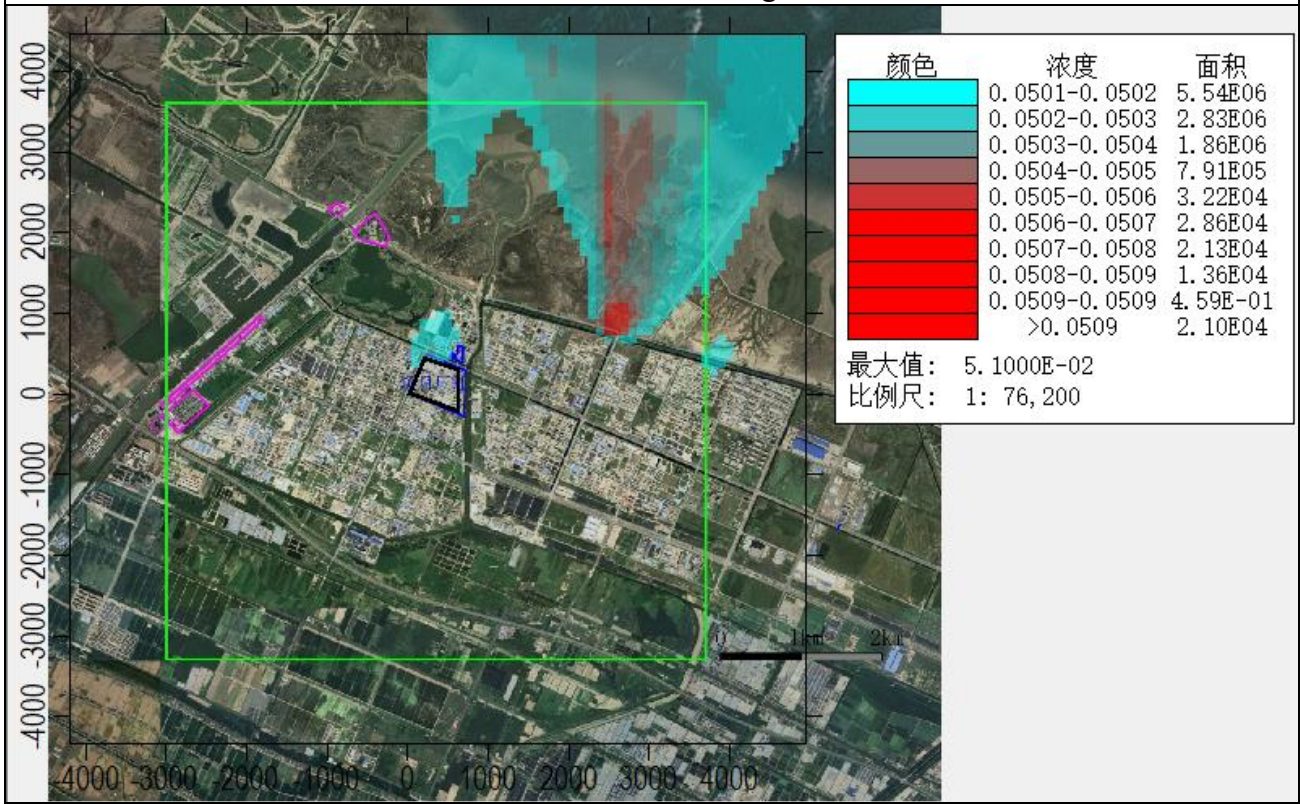 g
4000
3000
2000
1000
0
-1000
-2000
-3000
-4000
-4000 -3000 -2000 -1000 0 1000 2000 3000 4000
0 1km 2km
颜色 浓度 面积
0.0501-0.0502 5.54E06
0.0502-0.0503 2.83E06
0.0503-0.0504 1.86E06
0.0504-0.0505 7.91E05
0.0505-0.0506 3.22E04
0.0506-0.0507 2.86E04
0.0507-0.0508 2.13E04
0.0508-0.0509 1.36E04
0.0509-0.0509 4.59E-01
>0.0509 2.10E04
最大值: 5.1000E-02
比例尺: 1: 76,200